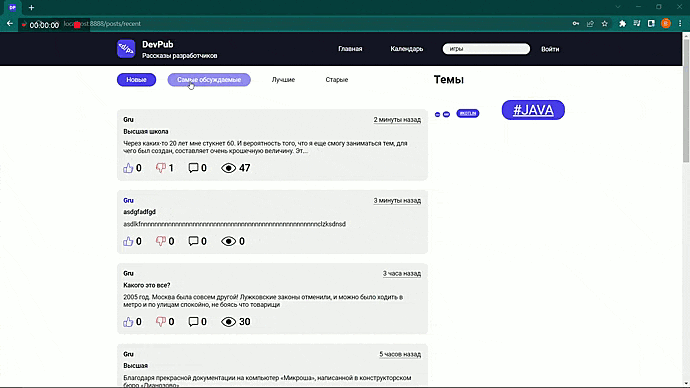 DP
00:00:00
localhost:8888/posts/recent
</DP>
DevPub
Рассказы разработчиков
Главная
Календарь
игры
Войти
Новые
Самые обсуждаемые
Лучшие
Старые
Темы
#KOTLIN
#JAVA
Gru
2 минуты назад
Высшая школа
Через каких-то 20 лет мне стукнет 60. И вероятность того, что я еще смогу заниматься тем, для
чего был создан, составляет очень крошечную величину. Эт...
0
1
0
47
Gru
3 минуты назад
asdgfadfgd
0
0
0
0
Gru
3 часа назад
Какого это все?
2005 год. Москва была совсем другой! Лужковские законы отменили, и можно было ходить в
метро и по улицам спокойно, не боясь что товарищи
0
0
0
30
Gru
5 часов назад
Высшая
Благодаря прекрасной документации на компьютер «Микроша», написанной в конструкторском
бюро «Лианозово»